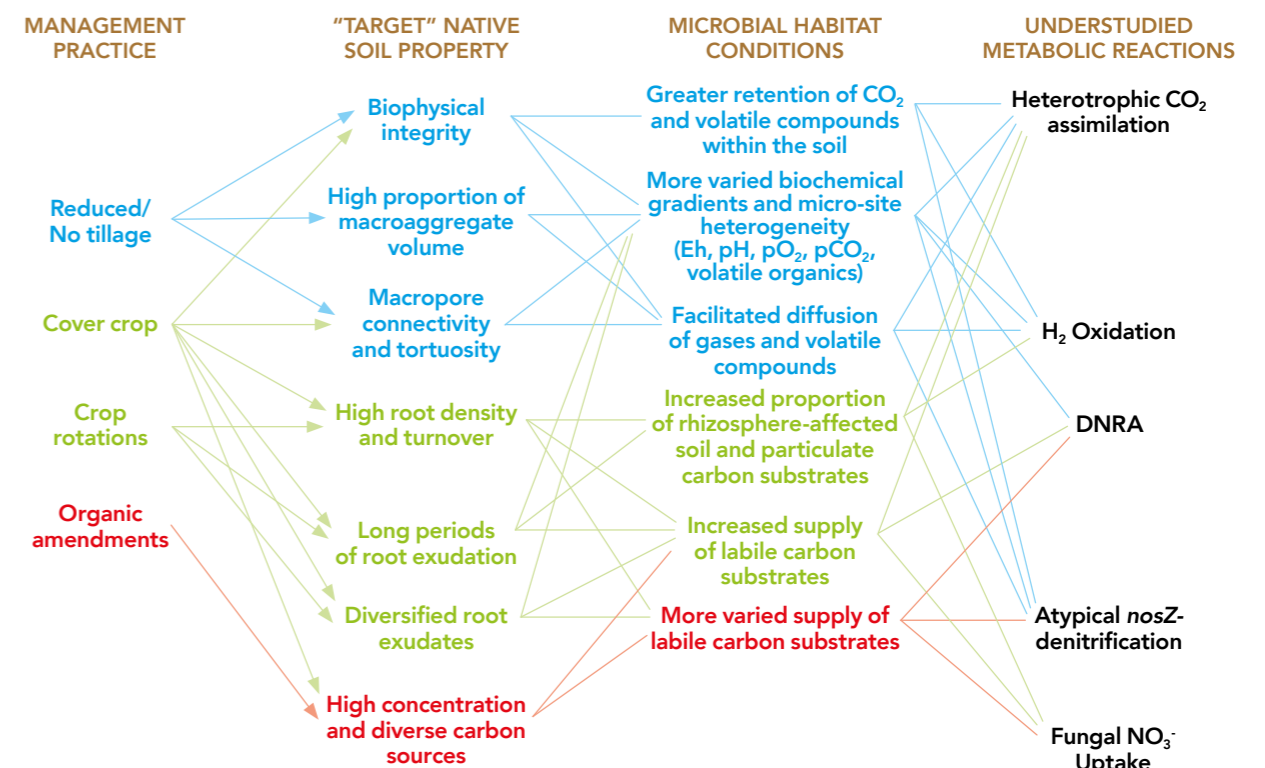 MANAGEMENT
PRACTICE
“TARGET” NATIVE
SOIL PROPERTY
MICROBIAL HABITAT
CONDITIONS
UNDERSTUDIED
METABOLIC REACTIONS
Reduced/
No tillage
Cover crop
Crop
rotations
Organic
amendments
Biophysical
integrity
High proportion of
macroaggregate
volume
Macropore
connectivity
and tortuosity
High root density
and turnover
Long periods
of root exudation
Diversified root
exudates
High concentration
and diverse carbon
sources
Greater retention of CO₂
and volatile compounds
within the soil
More varied biochemical
gradients and micro-site
heterogeneity
(Eh, pH, pO₂, pCO₂,
volatile organics)
Facilitated diffusion
of gases and volatile
compounds
Increased proportion
of rhizosphere-affected
soil and particulate
carbon substrates
Increased supply
of labile carbon
substrates
More varied supply of
labile carbon substrates
Heterotrophic CO₂
assimilation
H₂ Oxidation
DNRA
Atypical nosZ-
denitrification
Fungal NO₃⁻
Uptake